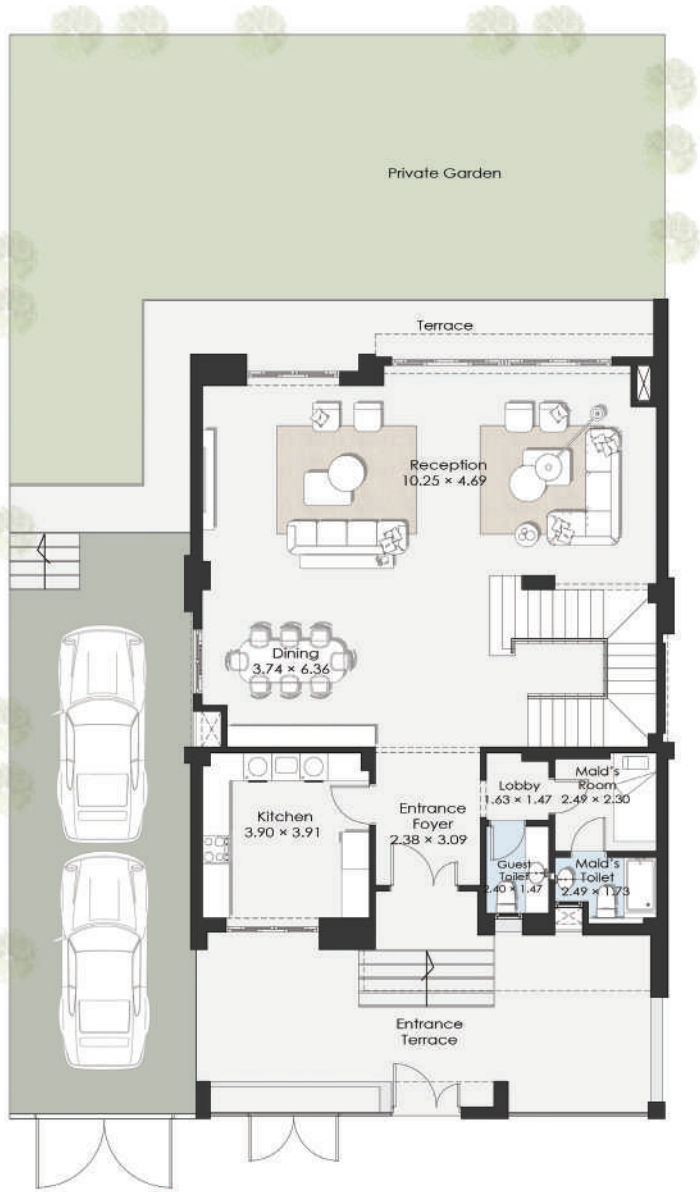 Private Garden
Terrace
Reception
10.25 × 4.69
Dining
3.74 × 6.36
Kitchen
3.90 × 3.91
Entrance
Foyer
2.38 × 3.09
Lobby
1.63 × 1.47
Maid's
Room
2.49 × 2.30
Guest
Toilet
2.40 × 1.47
Maid's
Toilet
2.49 × 1.73
Entrance
Terrace